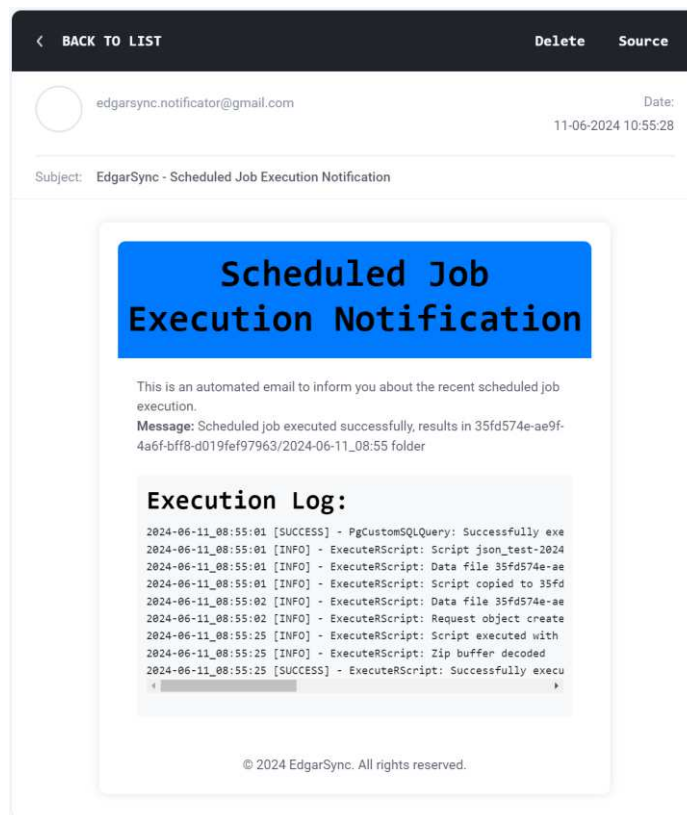 BACK TO LIST
Delete Source
edgarsync.notificator@gmail.com
Date:
11-06-2024 10:55:28
Subject: EdgarSync - Scheduled Job Execution Notification
Scheduled Job
Execution Notification
This is an automated email to inform you about the recent scheduled job
execution.
Message: Scheduled job executed successfully, results in 35fd574e-ae9f-
4a6f-bff8-d019fef97963/2024-06-11_08:55 folder
Execution Log:
2024-06-11_08:55:01 [SUCCESS] - PgCustomSQLQuery: Successfully exe
2024-06-11_08:55:01 [INFO] - ExecuteRScript: Script json_test-2024
2024-06-11_08:55:01 [INFO] - ExecuteRScript: Data file 35fd574e-ae
2024-06-11_08:55:01 [INFO] - ExecuteRScript: Script copied to 35fd
2024-06-11_08:55:02 [INFO] - ExecuteRScript: Data file 35fd574e-ae
2024-06-11_08:55:02 [INFO] - ExecuteRScript: Request object create
2024-06-11_08:55:25 [INFO] - ExecuteRScript: Script executed with
2024-06-11_08:55:25 [INFO] - ExecuteRScript: Zip buffer decoded
2024-06-11_08:55:25 [SUCCESS] - ExecuteRScript: Successfully execu
© 2024 EdgarSync. All rights reserved.